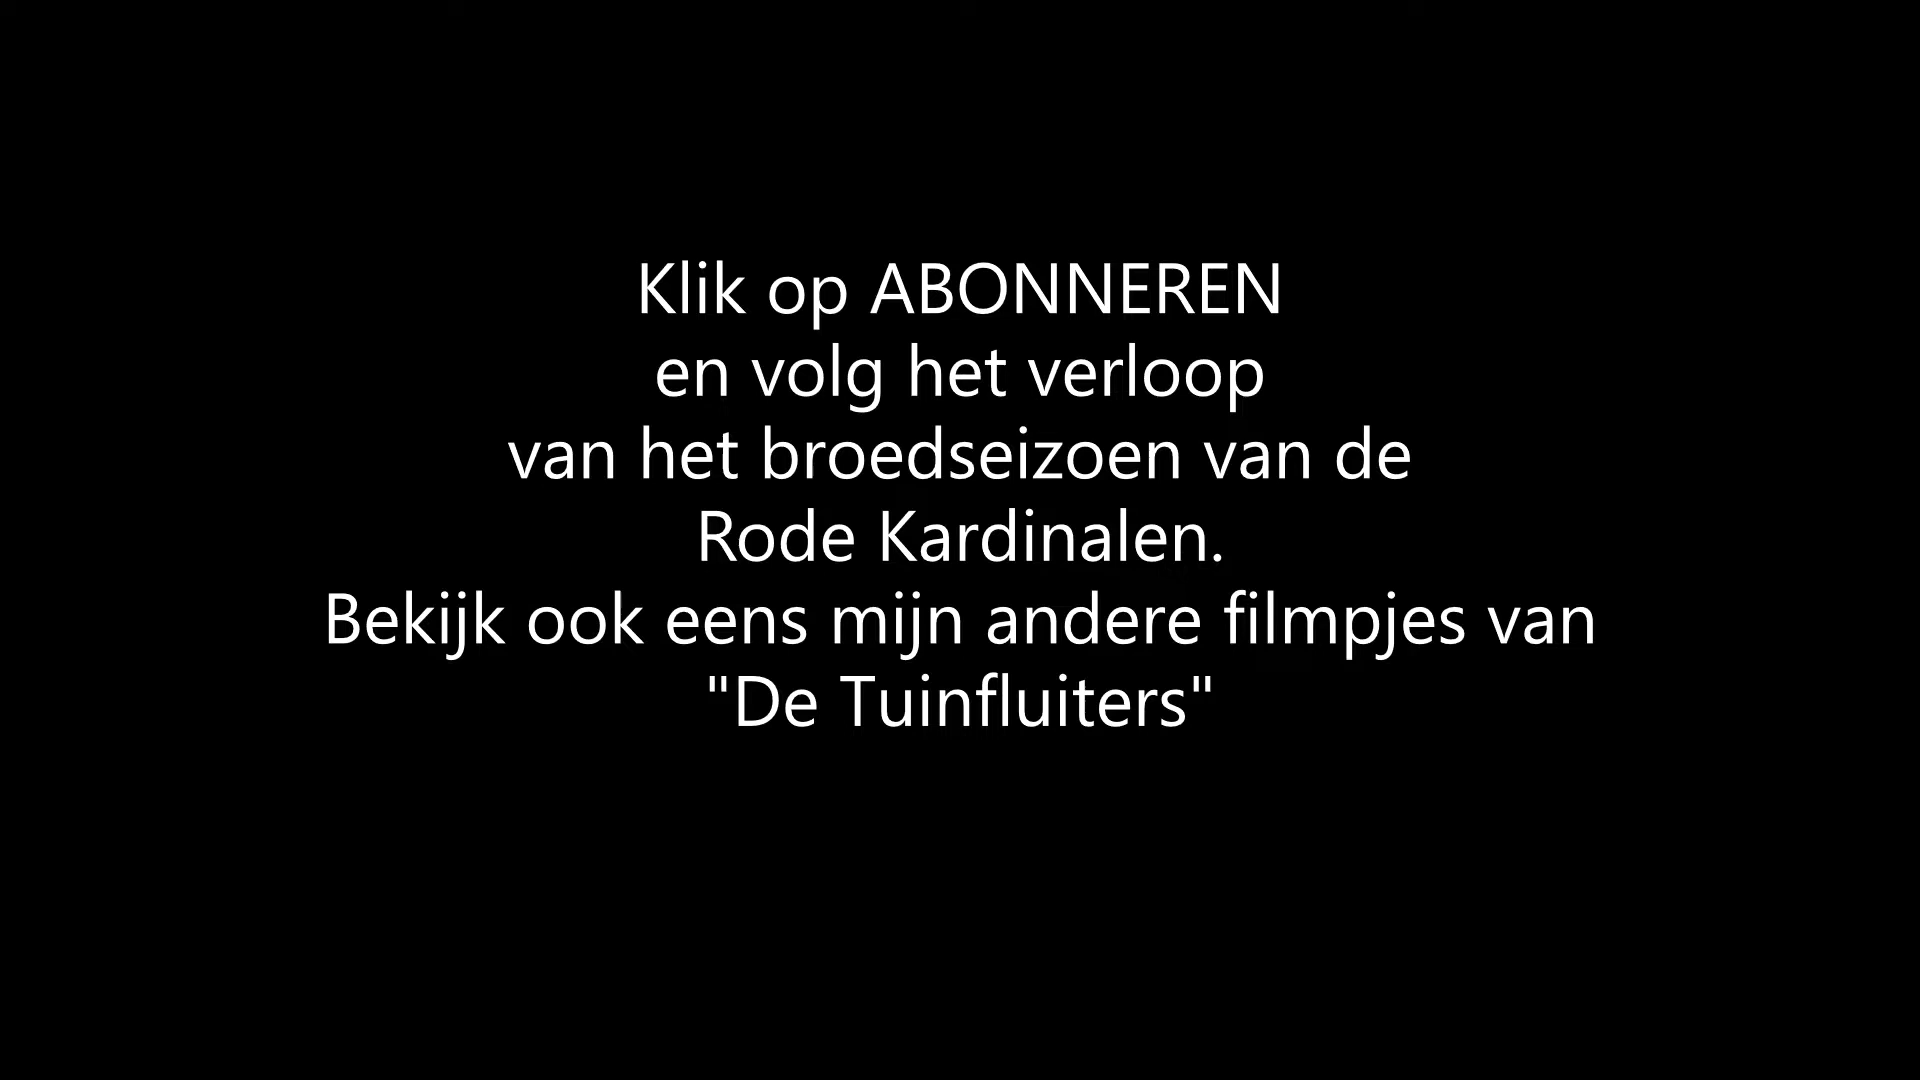 Klik op ABONNEREN
en volg het verloop
van het broedseizoen van de
Rode Kardinalen.
Bekijk ook eens mijn andere filmpjes van
"De Tuinfluiters"